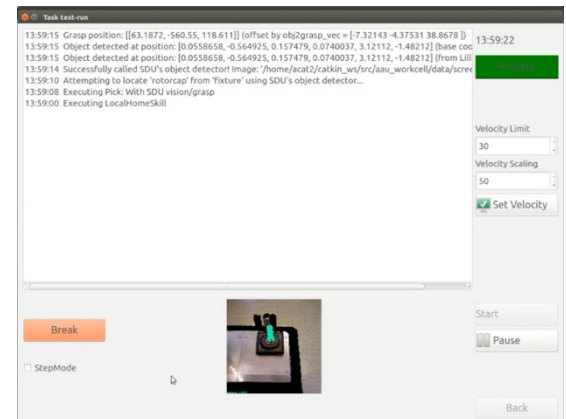 Task test-run
13:59:15 Grasp position: [[63.1872, -560.55, 118.611]] (offset by obj2grasp_vec = [-7.32143 -4.37531 38.8678 ])
13:59:15 Object detected at position: [0.0558658, -0.564925, 0.157479, 0.0740037, 3.12112, -1.48212] (base coo
13:59:15 Object detected at position: [0.0558658, -0.564925, 0.157479, 0.0740037, 3.12112, -1.48212] (from Lill
13:59:14 Successfully called SDU's object detector! Image: '/home/acat2/catkin_ws/src/aau_workcell/data/scree
13:59:10 Attempting to locate 'rotorcap' from 'fixture' using SDU's object detector...
13:59:08 Executing Pick: With SDU vision/grasp
13:59:00 Executing LocalHomeSkill
13:59:22
Process
Velocity Limit
30
Velocity Scaling
50
Set Velocity
Start
Break
Pause
StepMode
Back